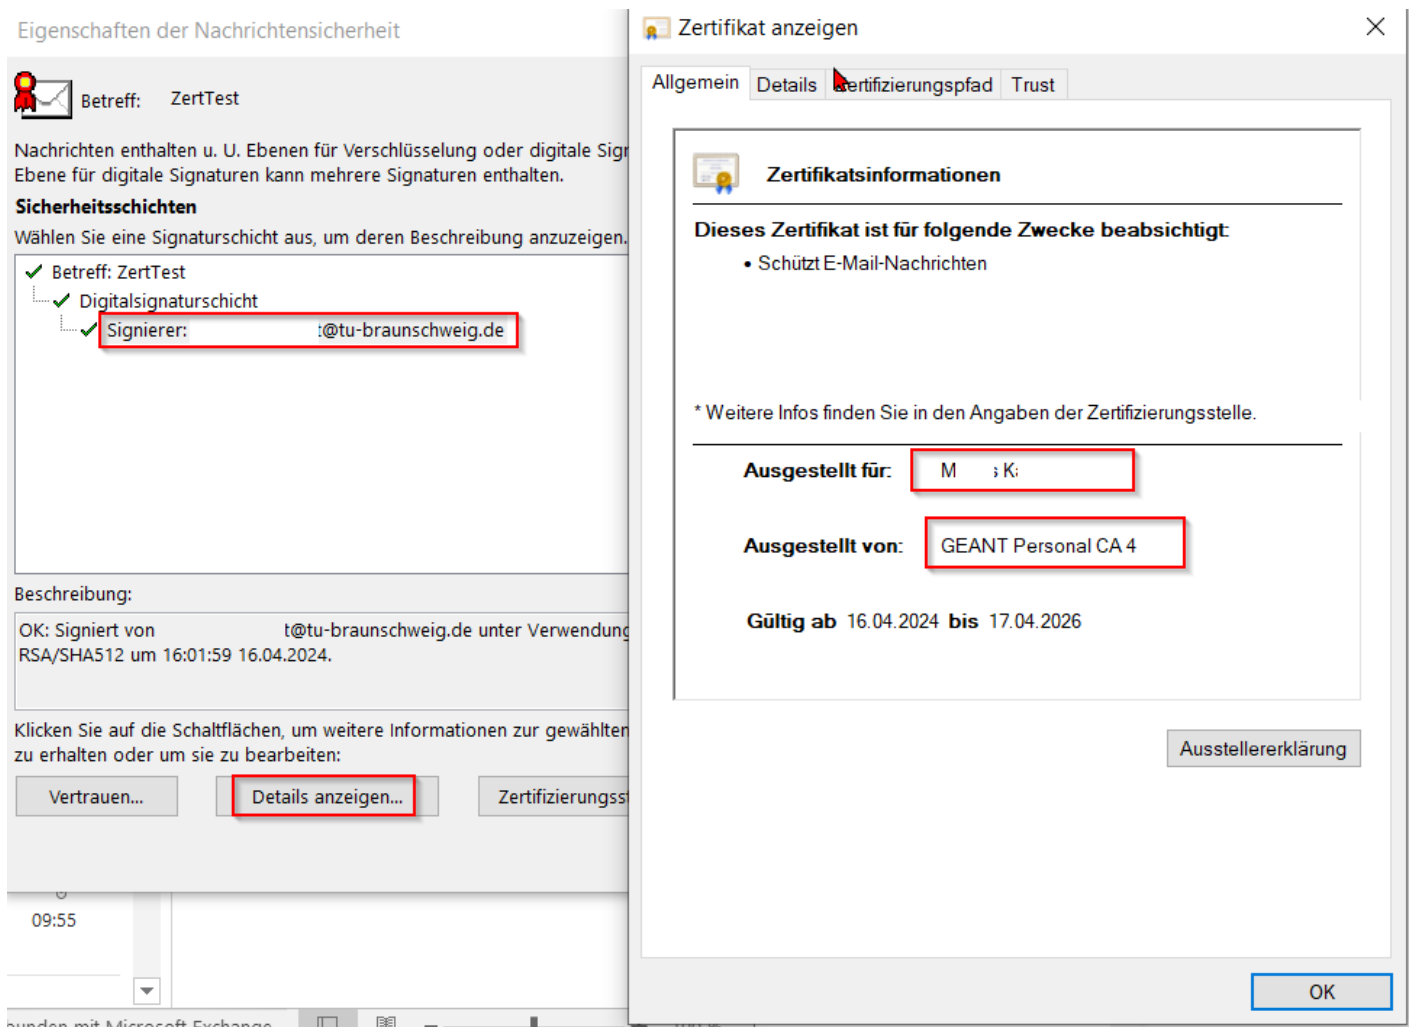 Eigenschaften der Nachrichtensicherheit
Betreff: ZertTest
Nachrichten enthalten u. U. Ebenen für Verschlüsselung oder digitale
Ebene für digitale Signaturen kann mehrere Signaturen enthalten.
Sicherheitsschichten
Wählen Sie eine Signaturschicht aus, um deren Beschreibung anzuzeigen.
Betreff: ZertTest
Digitalsignaturschicht
Signierer: @tu-braunschweig.de
Beschreibung:
OK: Signiert von t@tu-braunschweig.de unter Verwendung
RSA/SHA512 um 16:01:59 16.04.2024.
Klicken Sie auf die Schaltflächen, um weitere Informationen zur gewählten
zu erhalten oder um sie zu bearbeiten:
Vertrauen...
Details anzeigen...
Zertifizierungsst
09:55
mit Microsoft Exchange
Zertifikat anzeigen
Allgemein
Details
ertifizierungspfad
Trust
Zertifikatsinformationen
Dieses Zertifikat ist für folgende Zwecke beabsichtigt:
• Schützt E-Mail-Nachrichten
* Weitere Infos finden Sie in den Angaben der Zertifizierungsstelle.
Ausgestellt für: M s K
Ausgestellt von: GEANT Personal CA 4
Gültig ab 16.04.2024 bis 17.04.2026
Ausstellererklärung
OK